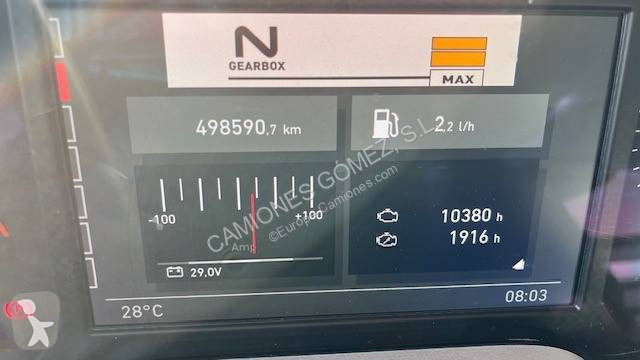 N
GEARBOX
MAX
498590,7 km
2,2 l/h
-100
+100
Amp
29,0V
10380 h
1916 h
28°C
08:03
CAMIONES GOMEZ, S.L.
©Europa-Camiones.com